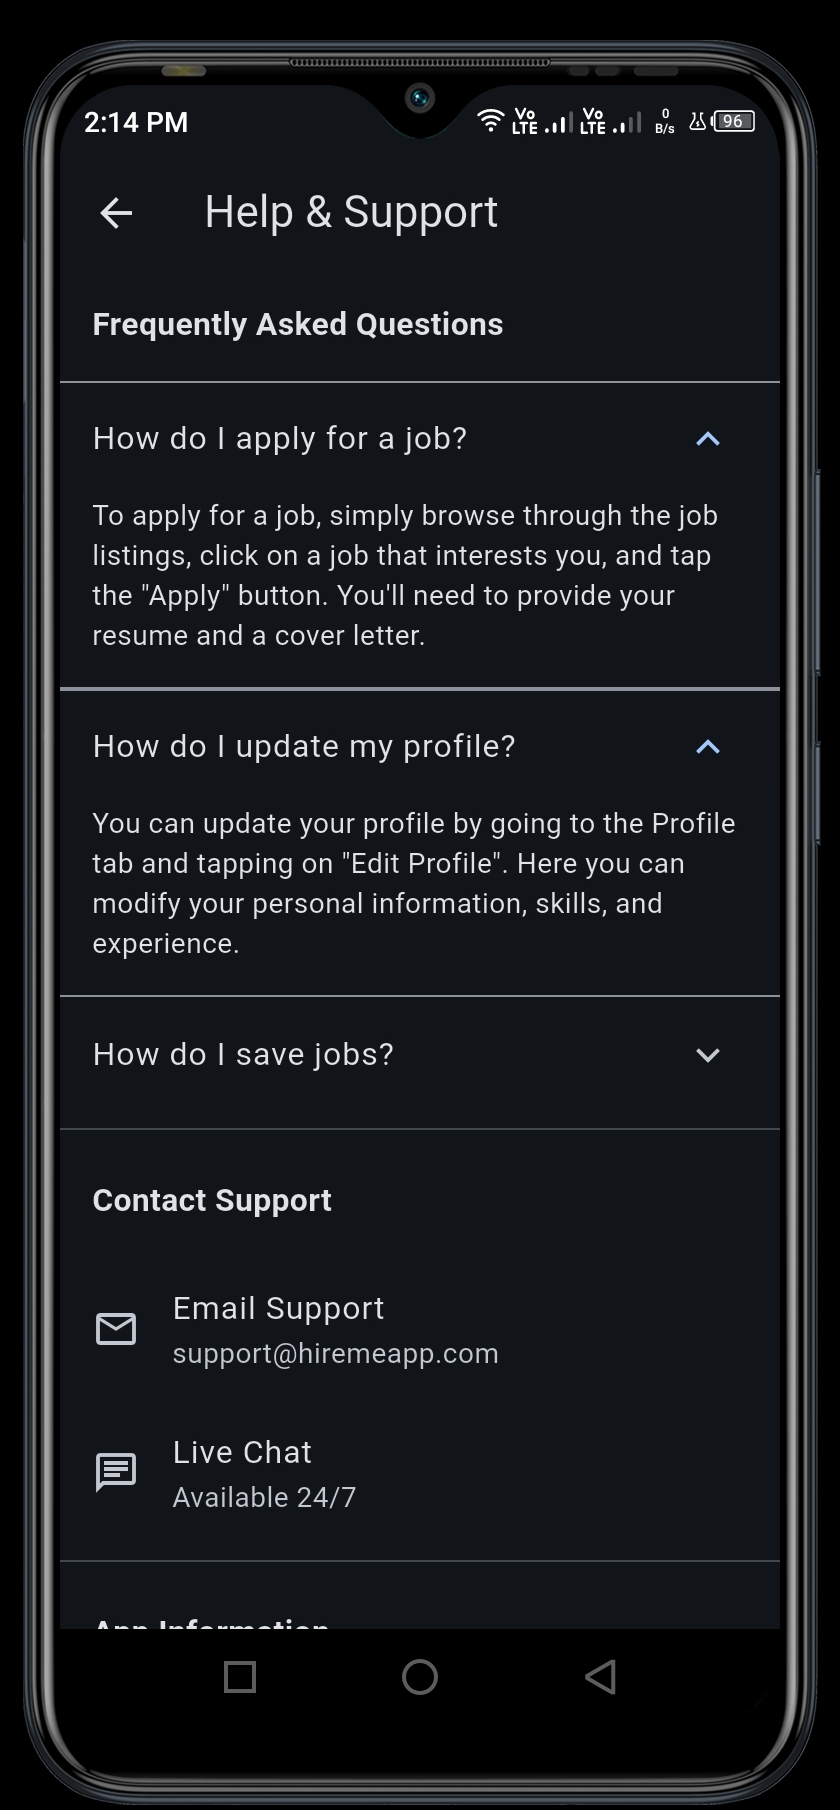 2:14 PM
Vo LTE Vo LTE 0 B/s 96
Help & Support
Frequently Asked Questions
How do I apply for a job?
To apply for a job, simply browse through the job
listings, click on a job that interests you, and tap
the "Apply" button. You'll need to provide your
resume and a cover letter.
How do I update my profile?
You can update your profile by going to the Profile
tab and tapping on "Edit Profile". Here you can
modify your personal information, skills, and
experience.
How do I save jobs?
Contact Support
Email Support
support@hiremeapp.com
Live Chat
Available 24/7
App Information